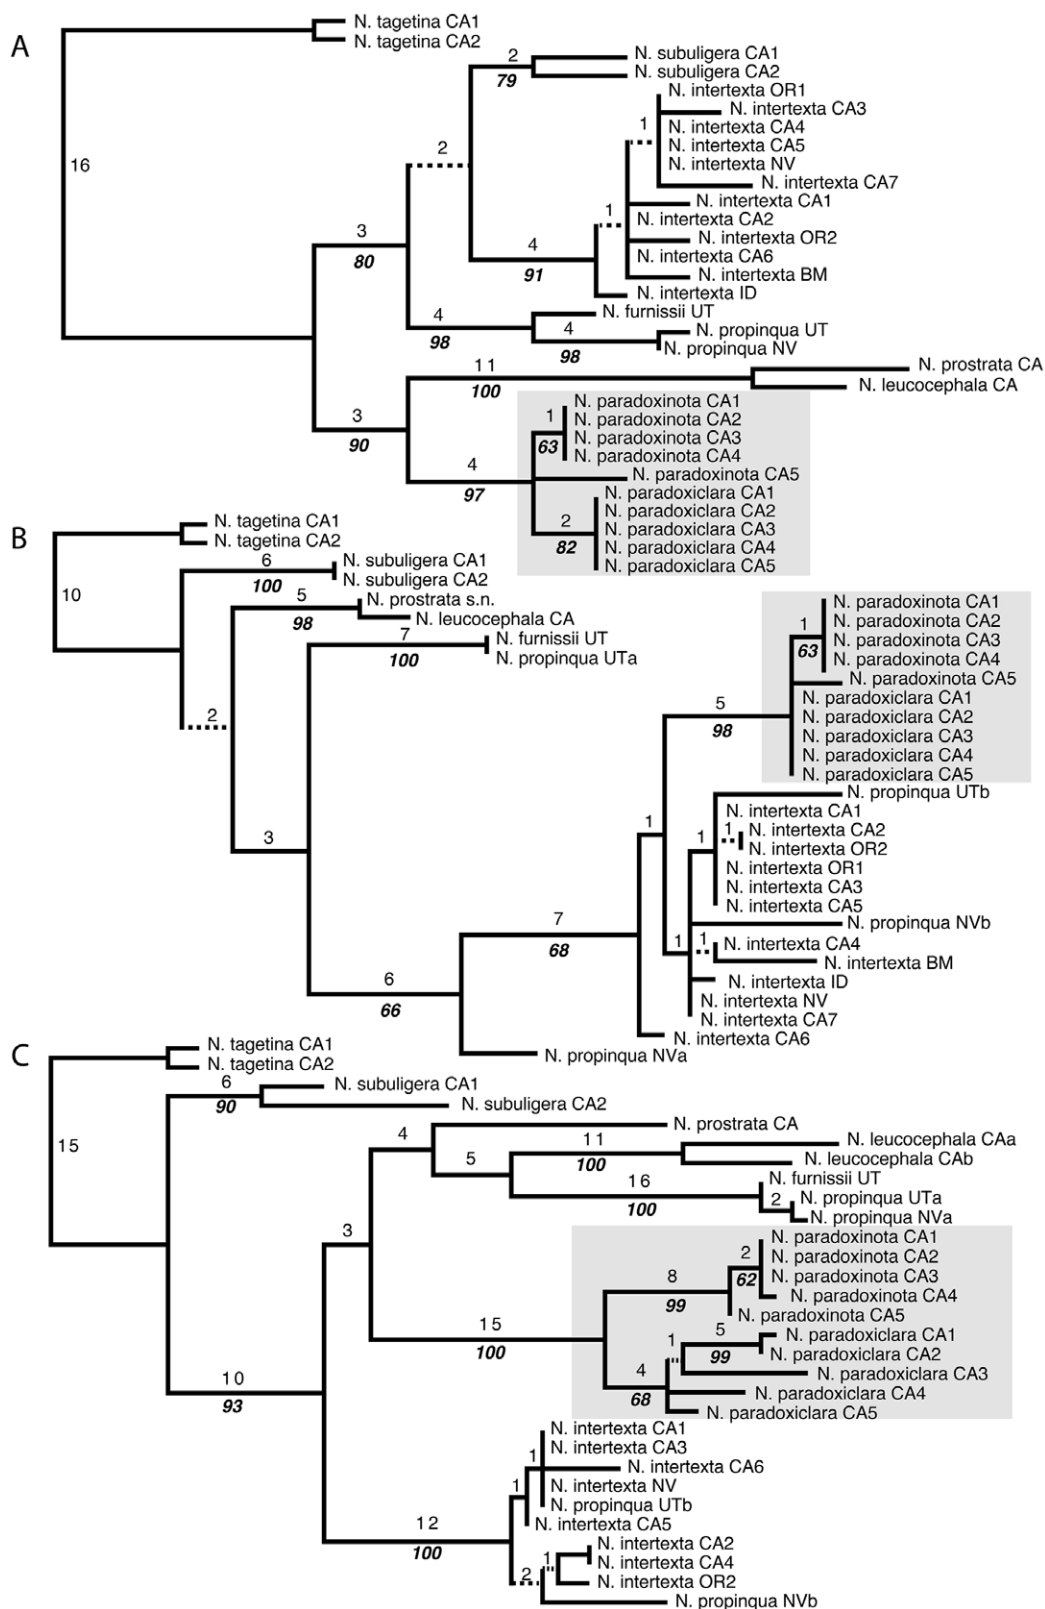 A
N. tagetina CA1
N. tagetina CA2
16
2
79
N. subuligera CA1
N. subuligera CA2
2
1
N. intertexta OR1
N. intertexta CA3
N. intertexta CA4
N. intertexta CA5
N. intertexta NV
N. intertexta CA7
1
N. intertexta CA1
N. intertexta CA2
N. intertexta OR2
N. intertexta CA6
N. intertexta BM
N. intertexta ID
3
80
4
91
4
98
N. furnissii UT
4
98
N. propinqua UT
N. propinqua NV
11
100
N. prostrata CA
N. leucocephala CA
3
90
4
97
1
63
N. paradoxinota CA1
N. paradoxinota CA2
N. paradoxinota CA3
N. paradoxinota CA4
N. paradoxinota CA5
2
82
N. paradoxiclara CA1
N. paradoxiclara CA2
N. paradoxiclara CA3
N. paradoxiclara CA4
N. paradoxiclara CA5
B
N. tagetina CA1
N. tagetina CA2
10
6
100
N. subuligera CA1
N. subuligera CA2
5
98
N. prostrata s.n.
N. leucocephala CA
7
100
N. furnissii UT
N. propinqua UTa
2
3
1
63
N. paradoxinota CA1
N. paradoxinota CA2
N. paradoxinota CA3
N. paradoxinota CA4
N. paradoxinota CA5
5
98
N. paradoxiclara CA1
N. paradoxiclara CA2
N. paradoxiclara CA3
N. paradoxiclara CA4
N. paradoxiclara CA5
1
1
N. propinqua UTb
N. intertexta CA1
1
N. intertexta CA2
N. intertexta OR2
N. intertexta OR1
N. intertexta CA3
N. intertexta CA5
7
68
N. propinqua NVb
1
1
N. intertexta CA4
N. intertexta BM
N. intertexta ID
N. intertexta NV
N. intertexta CA7
N. intertexta CA6
6
66
N. propinqua NVa
C
N. tagetina CA1
N. tagetina CA2
15
6
90
N. subuligera CA1
N. subuligera CA2
4
N. prostrata CA
5
11
100
N. leucocephala CAa
N. leucocephala CAb
16
100
N. furnissii UT
2
N. propinqua UTa
N. propinqua NVa
3
8
99
2
62
N. paradoxinota CA1
N. paradoxinota CA2
N. paradoxinota CA3
N. paradoxinota CA4
N. paradoxinota CA5
15
100
4
68
1
5
99
N. paradoxiclara CA1
N. paradoxiclara CA2
N. paradoxiclara CA3
N. paradoxiclara CA4
N. paradoxiclara CA5
10
93
12
100
1
1
N. intertexta CA1
N. intertexta CA3
N. intertexta CA6
N. intertexta NV
N. propinqua UTb
N. intertexta CA5
2
1
N. intertexta CA2
N. intertexta CA4
N. intertexta OR2
N. propinqua NVb